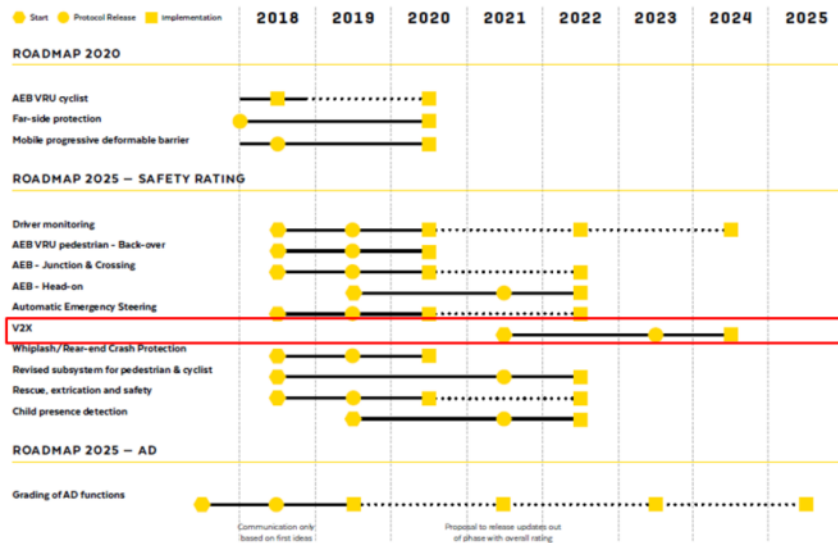 Start Protocol Release Implementation 2018 2019 2020 2021 2022 2023 2024 2025
ROADMAP 2020
AEB VRU cyclist
Far-side protection
Mobile progressive deformable barrier
ROADMAP 2025 — SAFETY RATING
Driver monitoring
AEB VRU pedestrian - Back-over
AEB - Junction & Crossing
AEB - Head-on
Automatic Emergency Steering
V2X
Whiplash/Rear-end Crash Protection
Revised subsystem for pedestrian & cyclist
Rescue, extrication and safety
Child presence detection
ROADMAP 2025 — AD
Grading of AD functions
Communication only Proposal to release updates out
based on first ideas of phase with overall rating